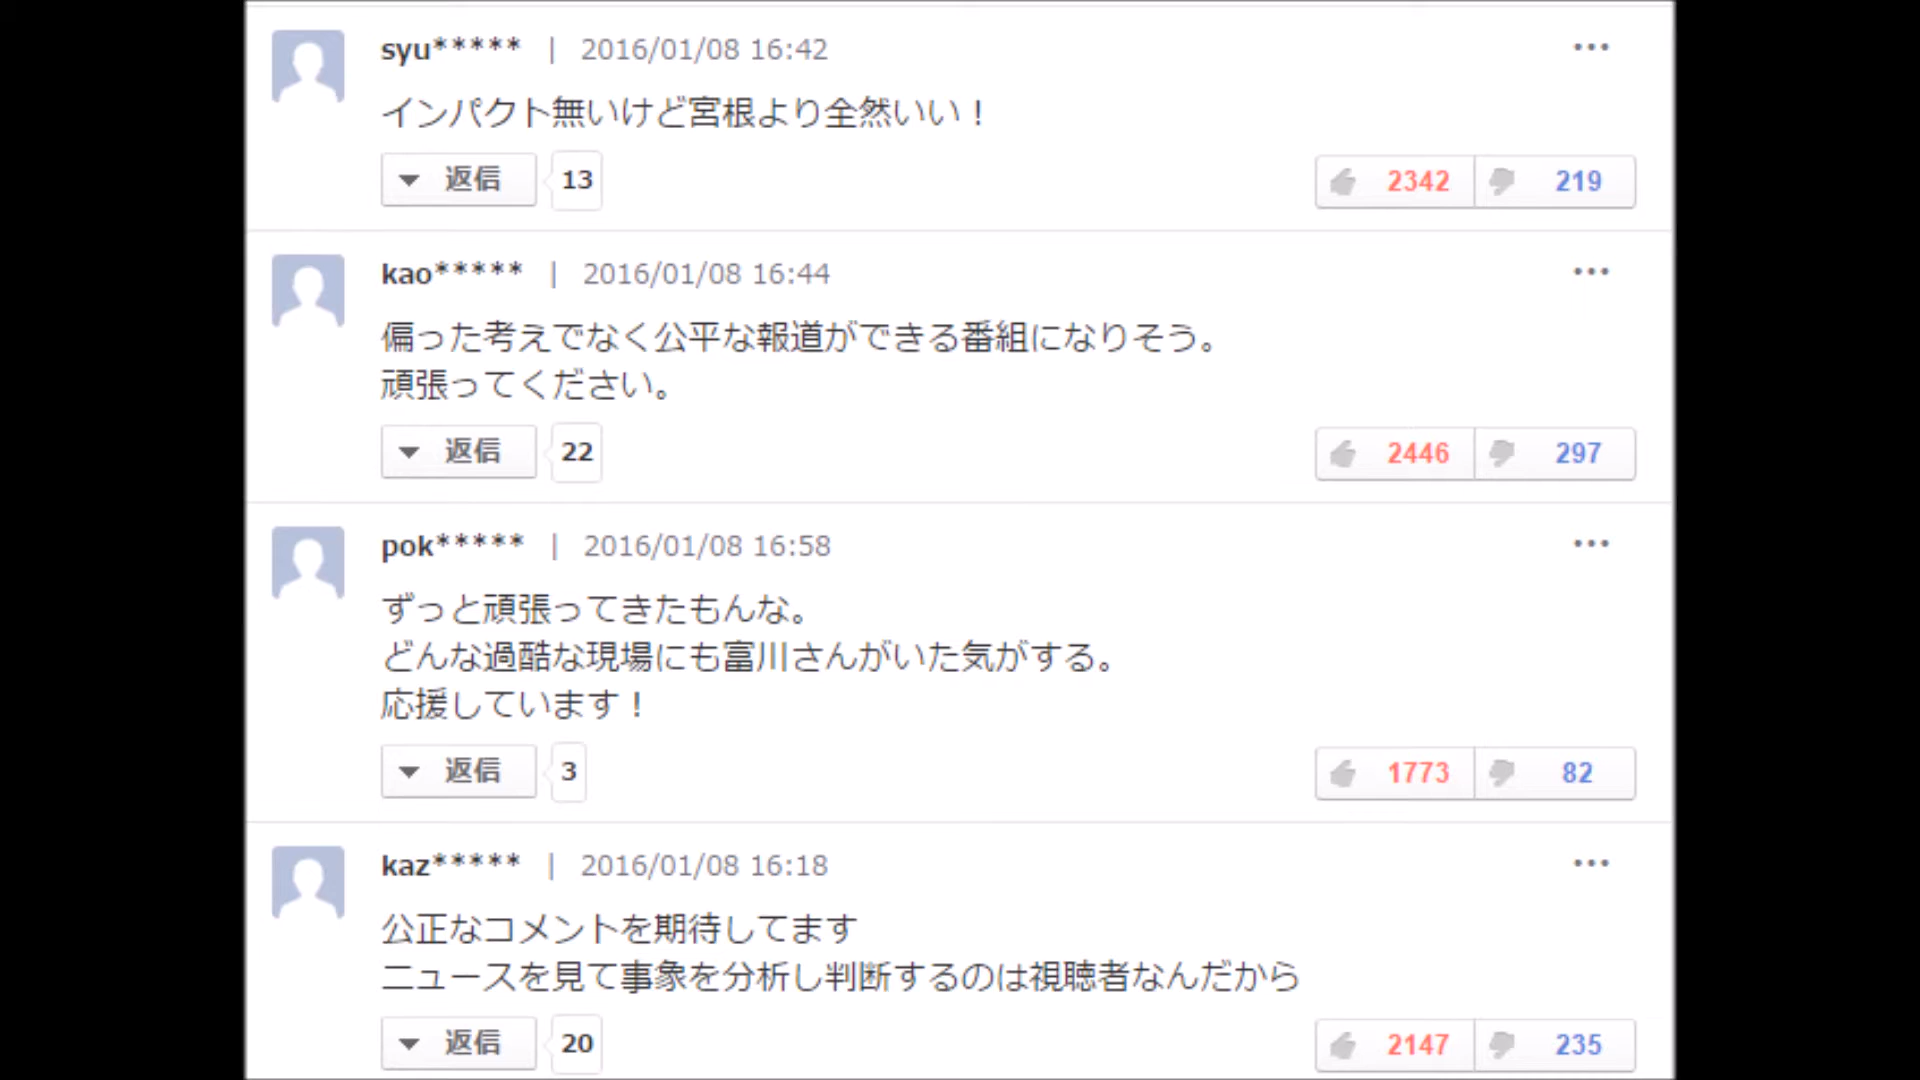 syu***** | 2016/01/08 16:42
インパクト無いけど宮根より全然いい！
返信 13 2342 219
kao***** | 2016/01/08 16:44
偏った考えでなく公平な報道ができる番組になりそう。
頑張ってください。
返信 22 2446 297
pok***** | 2016/01/08 16:58
ずっと頑張ってきたもんな。
どんな過酷な現場にも富川さんがいた気がする。
応援しています！
返信 3 1773 82
kaz***** | 2016/01/08 16:18
公正なコメントを期待してます
ニュースを見て事象を分析し判断するのは視聴者なんだから
返信 20 2147 235